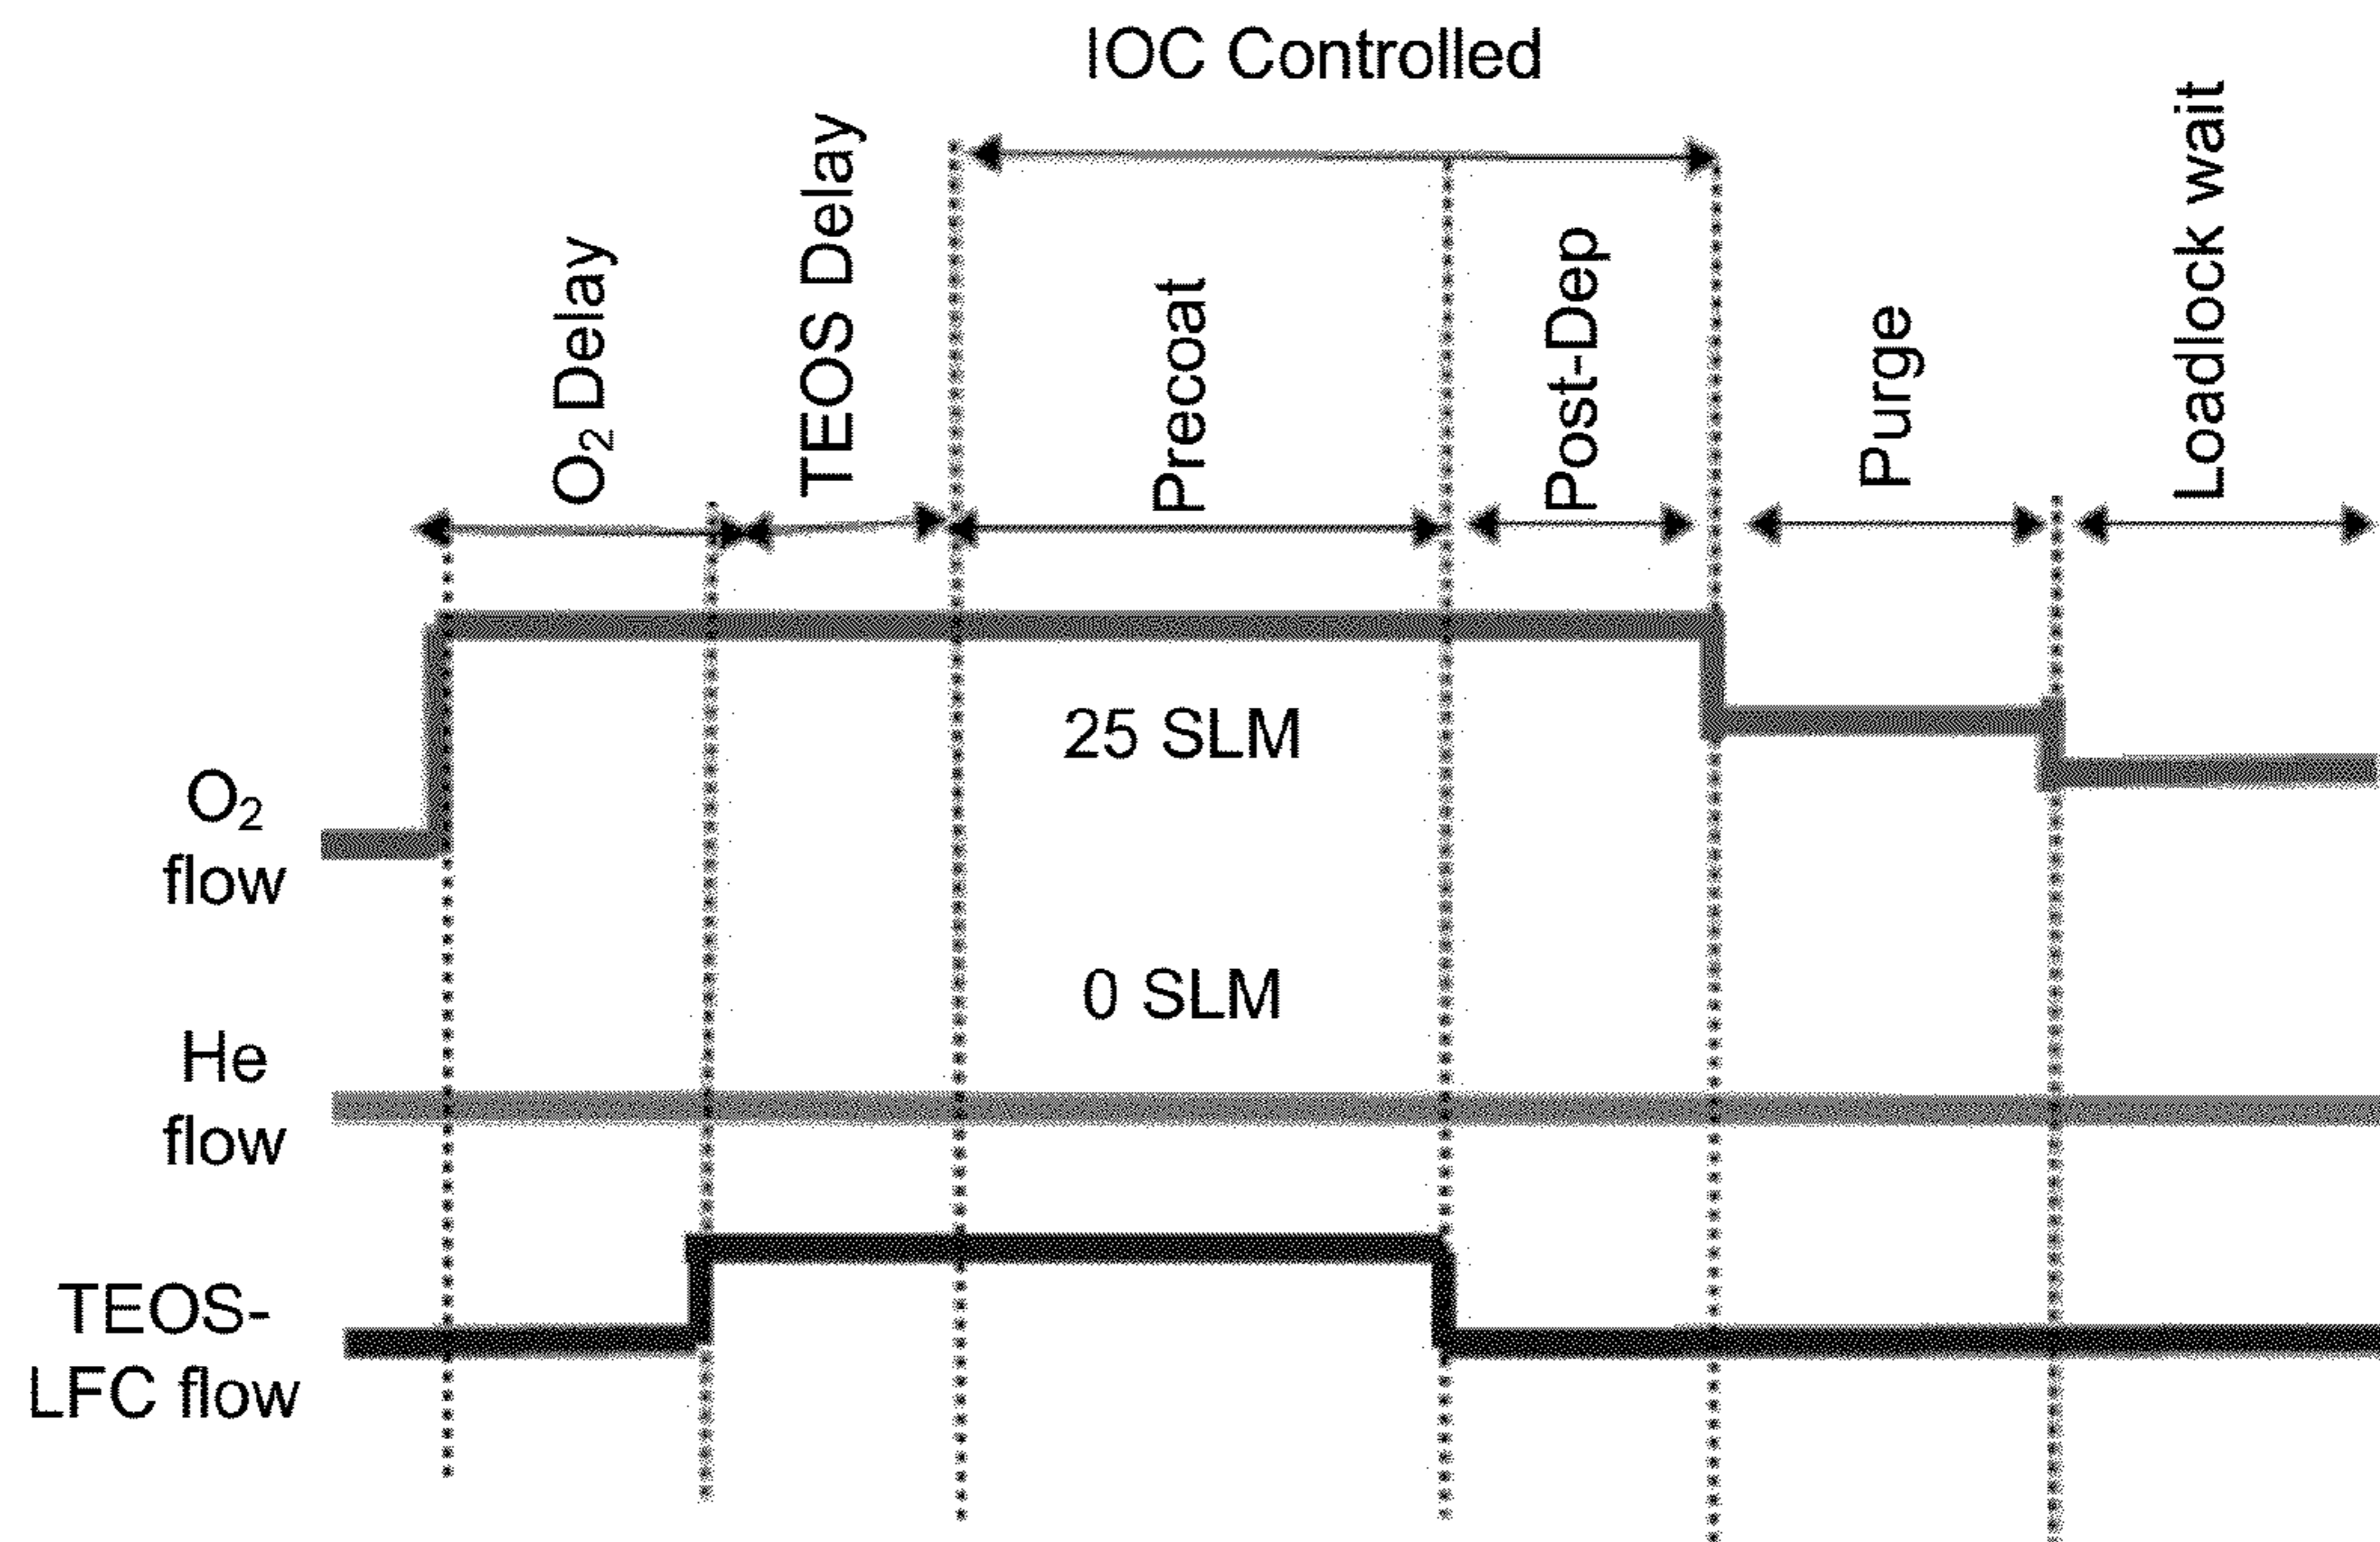 IOC Controlled
O₂ Delay
TEOS Delay
Precoat
Post-Dep
Purge
Loadlock wait
25 SLM
O₂
flow
0 SLM
He
flow
TEOS-
LFC flow